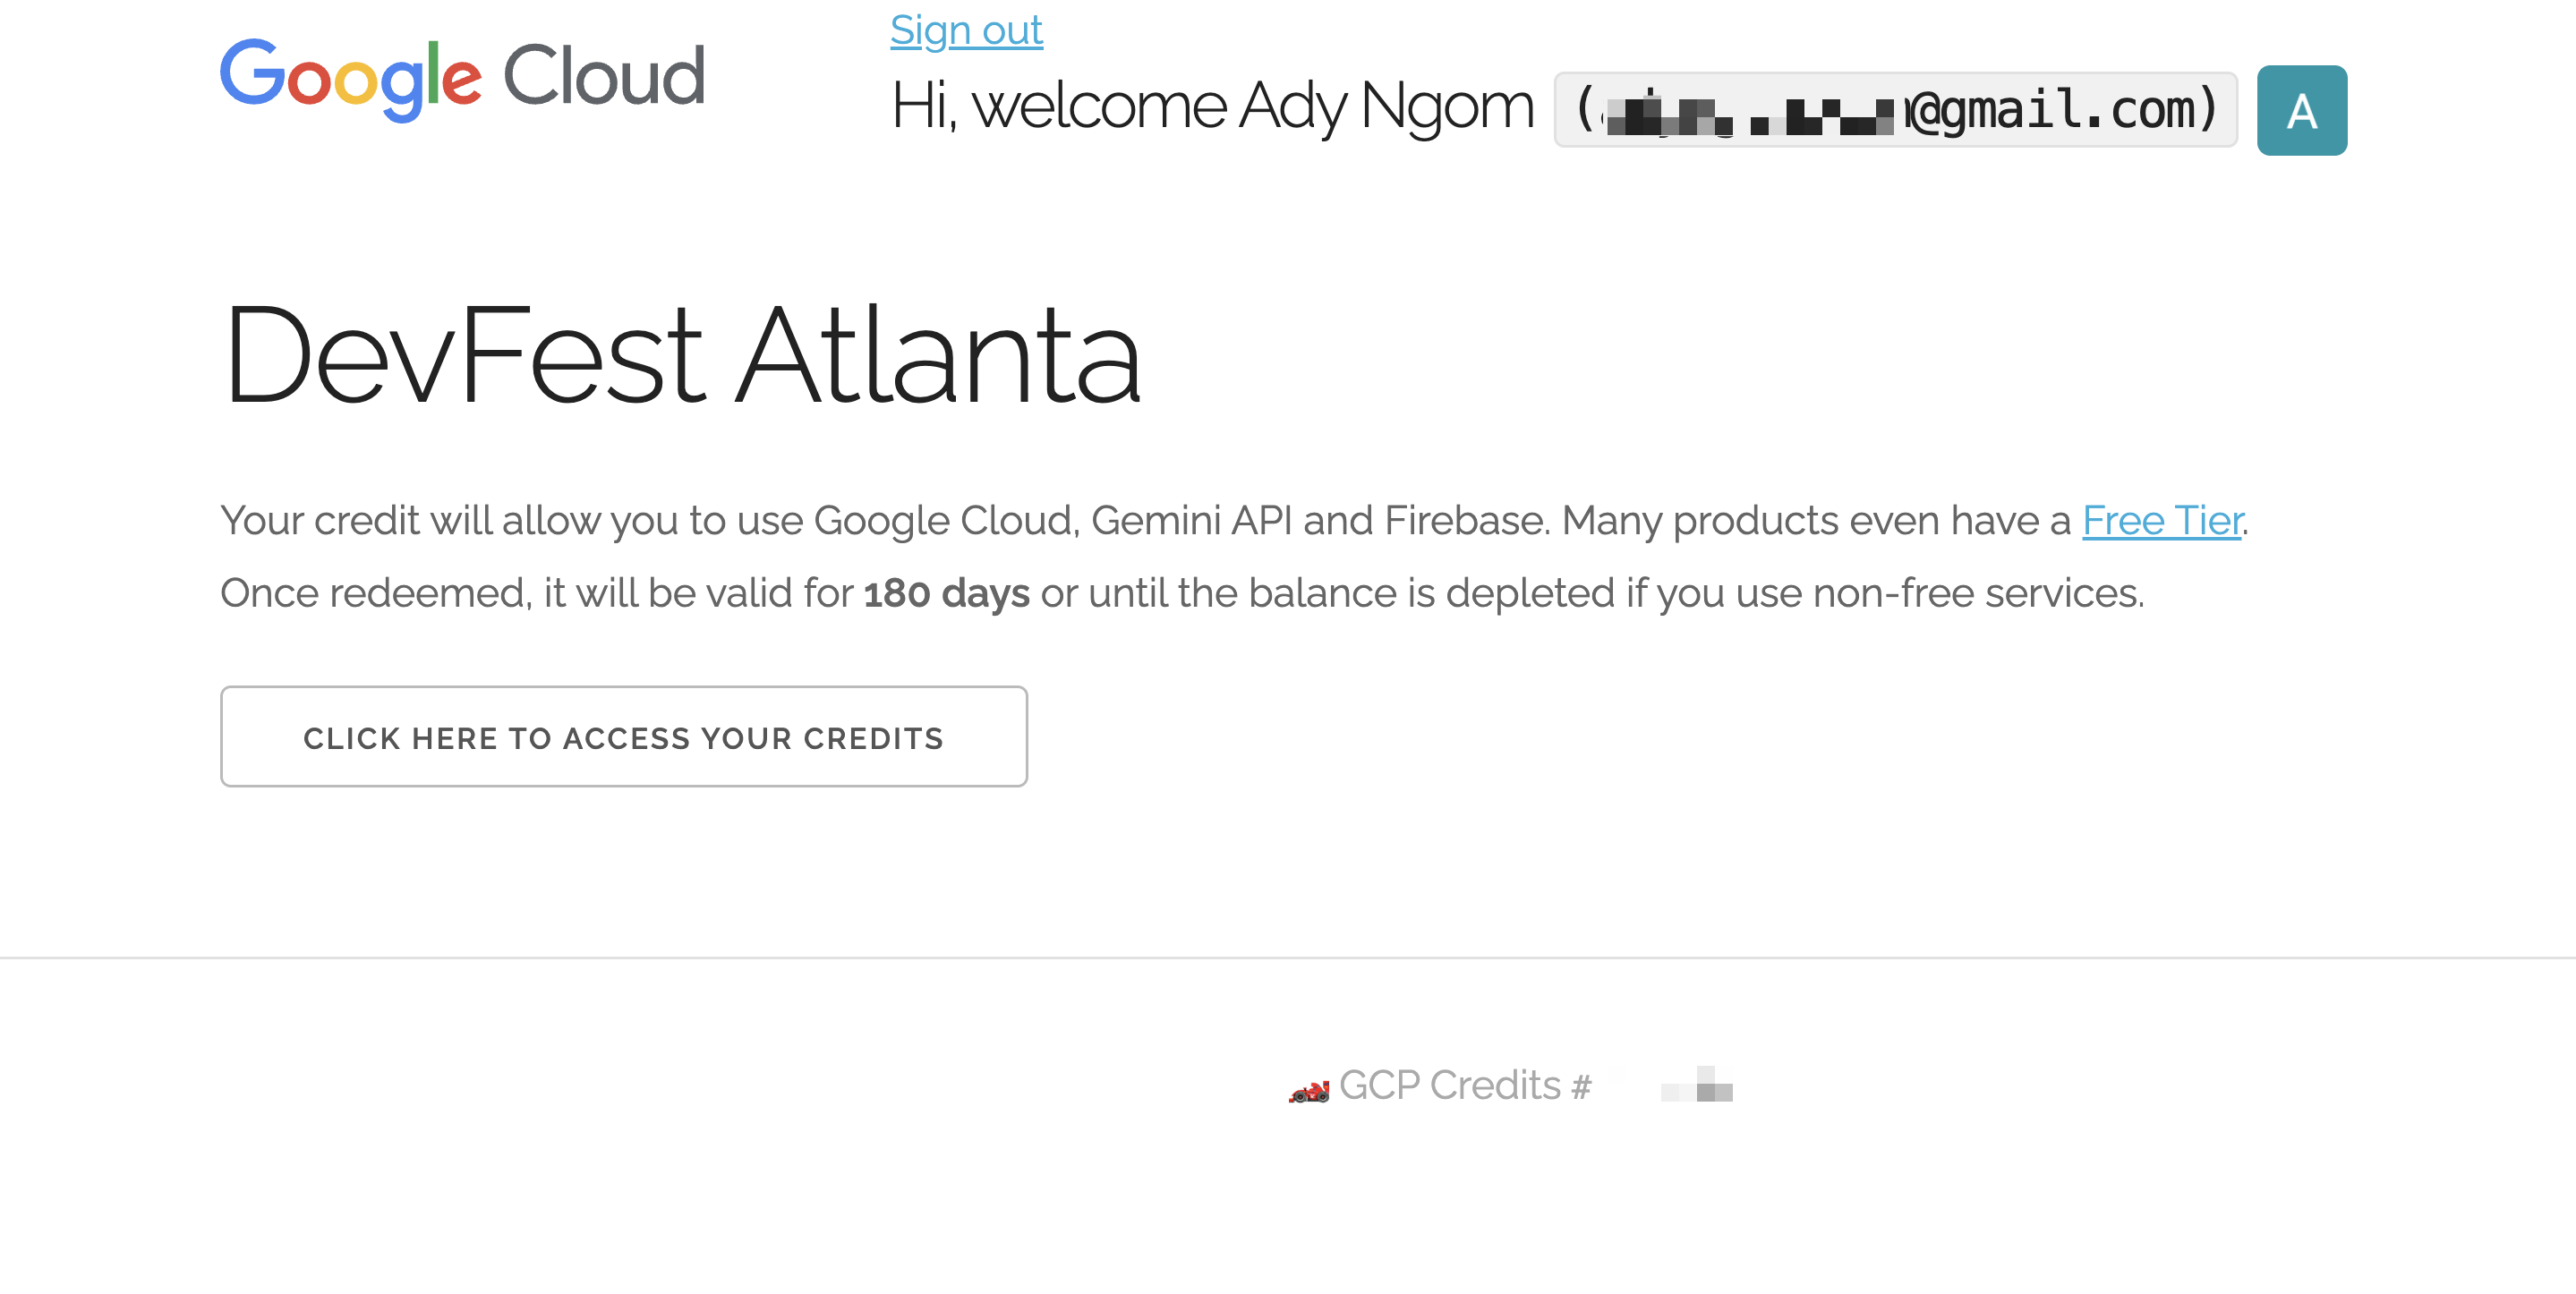 Sign out
Google Cloud
Hi, welcome Ady Ngom (@gmail.com) A
DevFest Atlanta
Your credit will allow you to use Google Cloud, Gemini API and Firebase. Many products even have a Free Tier.
Once redeemed, it will be valid for 180 days or until the balance is depleted if you use non-free services.
CLICK HERE TO ACCESS YOUR CREDITS
GCP Credits #